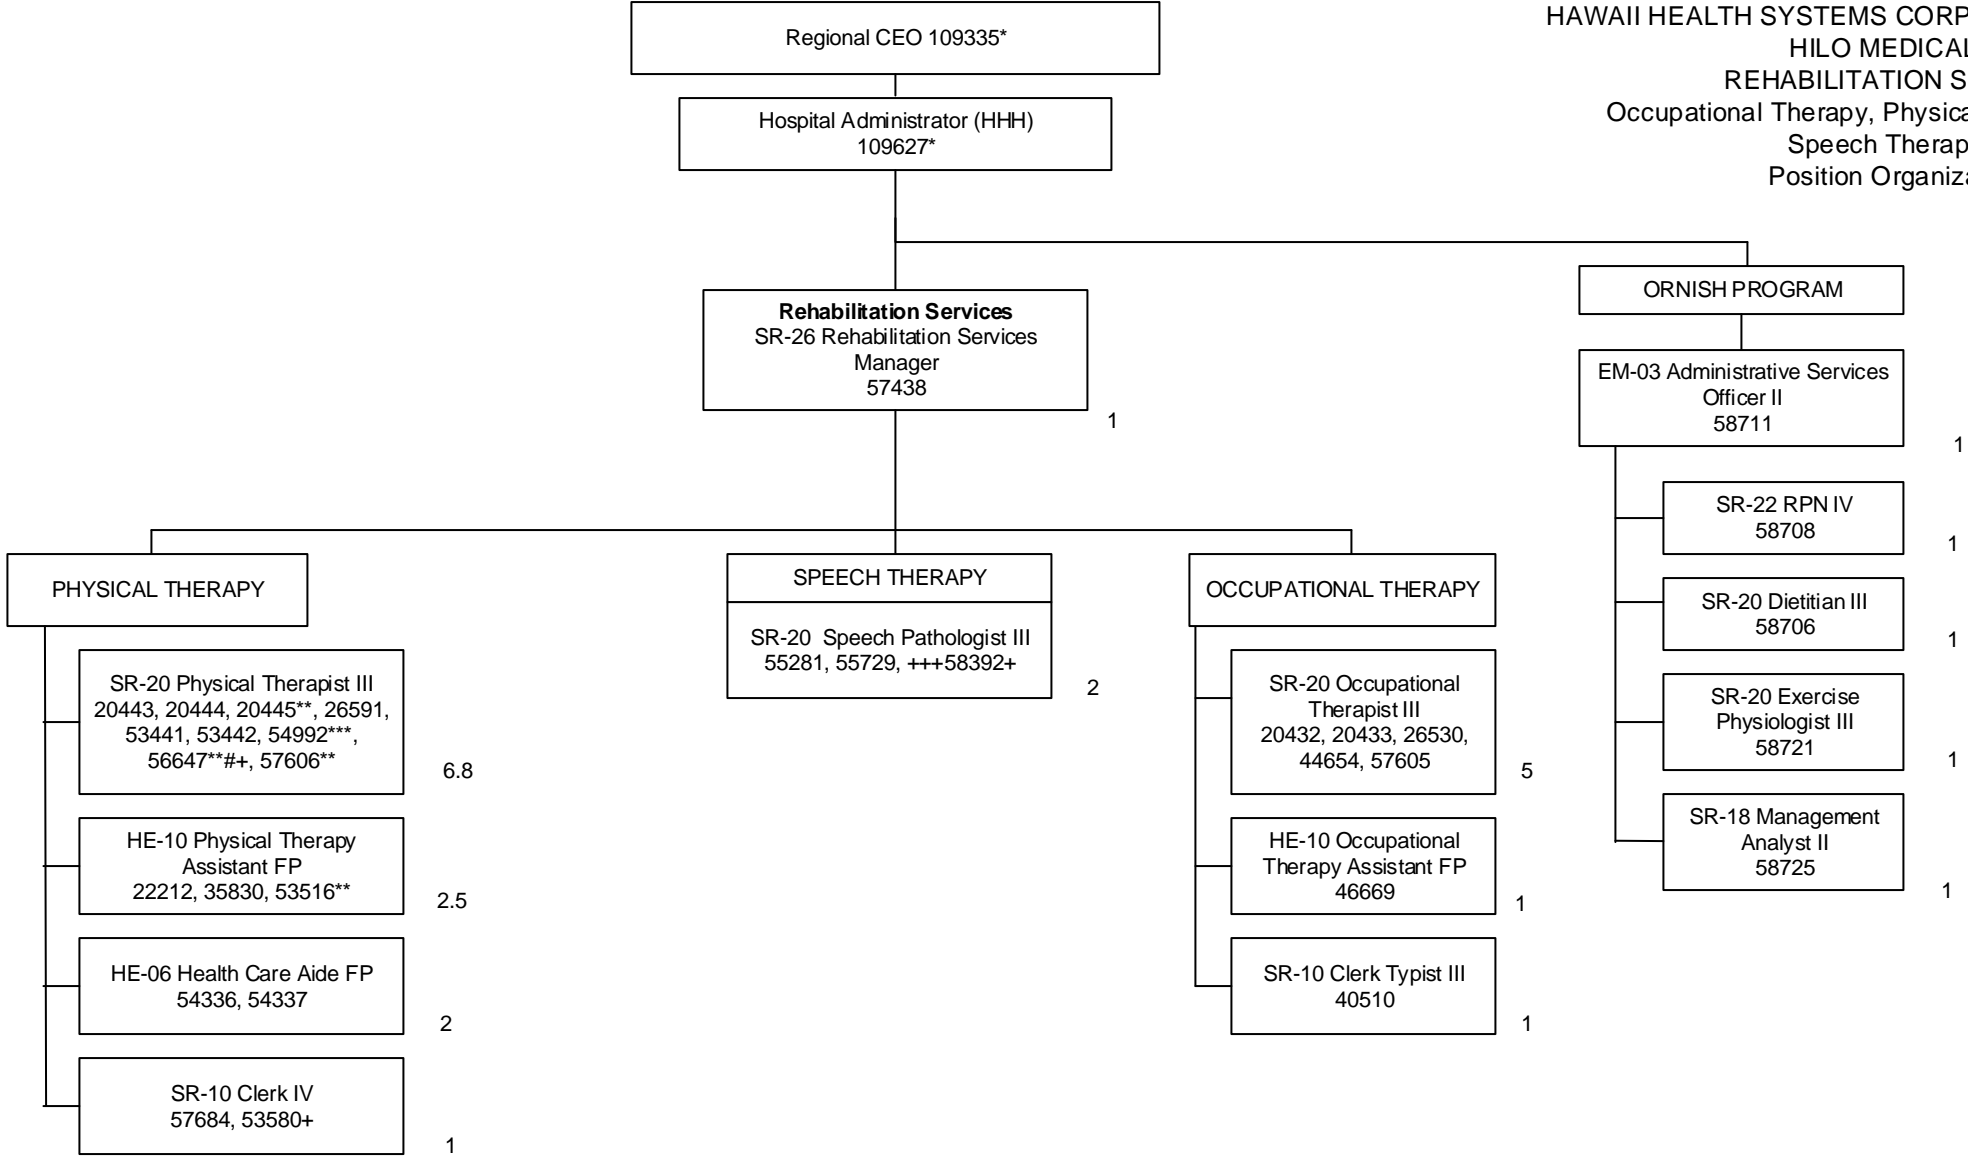 HAWAII HEALTH SYSTEMS CORP
HILO MEDICAL
REHABILITATION S
Occupational Therapy, Physica
Speech Therap
Position Organiza
Regional CEO 109335*
Hospital Administrator (HHH)
109627*
Rehabilitation Services
SR-26 Rehabilitation Services
Manager
57438
1
PHYSICAL THERAPY
SR-20 Physical Therapist III
20443, 20444, 20445**, 26591,
53441, 53442, 54992***,
56647**#+, 57606**
6.8
HE-10 Physical Therapy
Assistant FP
22212, 35830, 53516**
2.5
HE-06 Health Care Aide FP
54336, 54337
2
SR-10 Clerk IV
57684, 53580+
1
SPEECH THERAPY
SR-20 Speech Pathologist III
55281, 55729, +++58392+
2
OCCUPATIONAL THERAPY
SR-20 Occupational
Therapist III
20432, 20433, 26530,
44654, 57605
5
HE-10 Occupational
Therapy Assistant FP
46669
1
SR-10 Clerk Typist III
40510
1
ORNISH PROGRAM
EM-03 Administrative Services
Officer II
58711
1
SR-22 RPN IV
58708
1
SR-20 Dietitian III
58706
1
SR-20 Exercise
Physiologist III
58721
1
SR-18 Management
Analyst II
58725
1